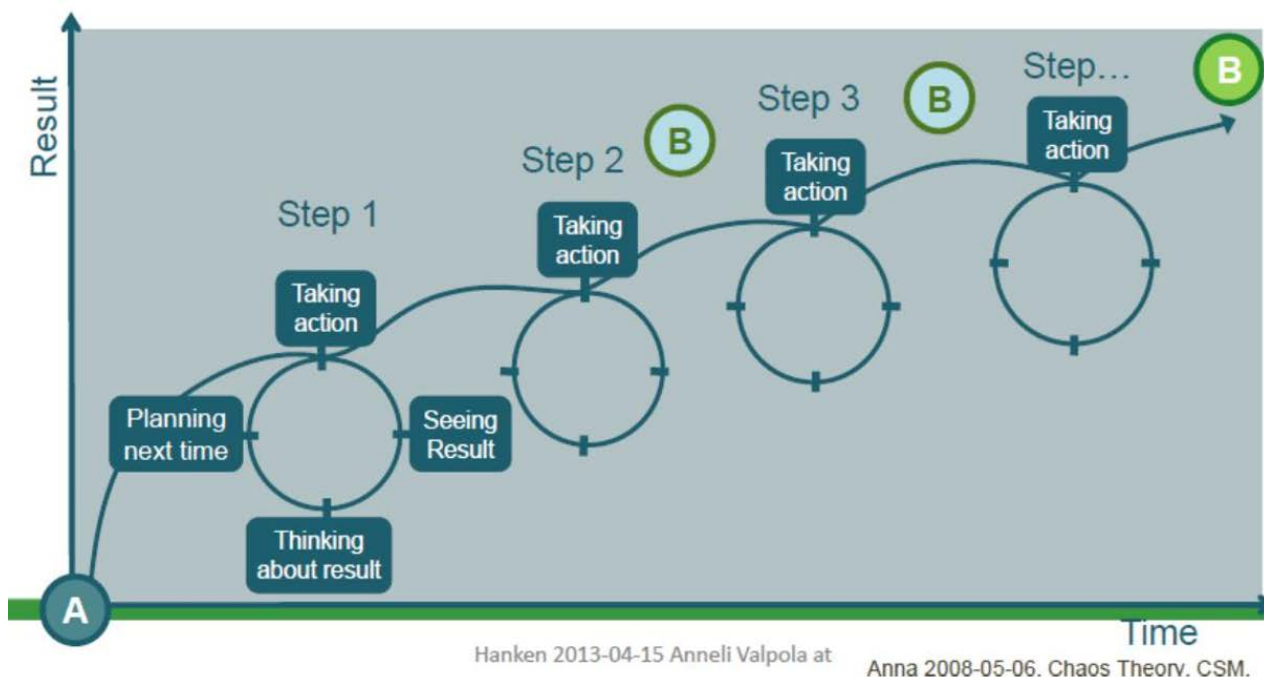 Result
Step 1
Step 2
Step 3
Step...
B
B
B
Taking
action
Taking
action
Taking
action
Taking
action
Planning
next time
Seeing
Result
Thinking
about result
A
Time
Hanken 2013-04-15 Anneli Valpola at
Anna 2008-05-06. Chaos Theory. CSM.